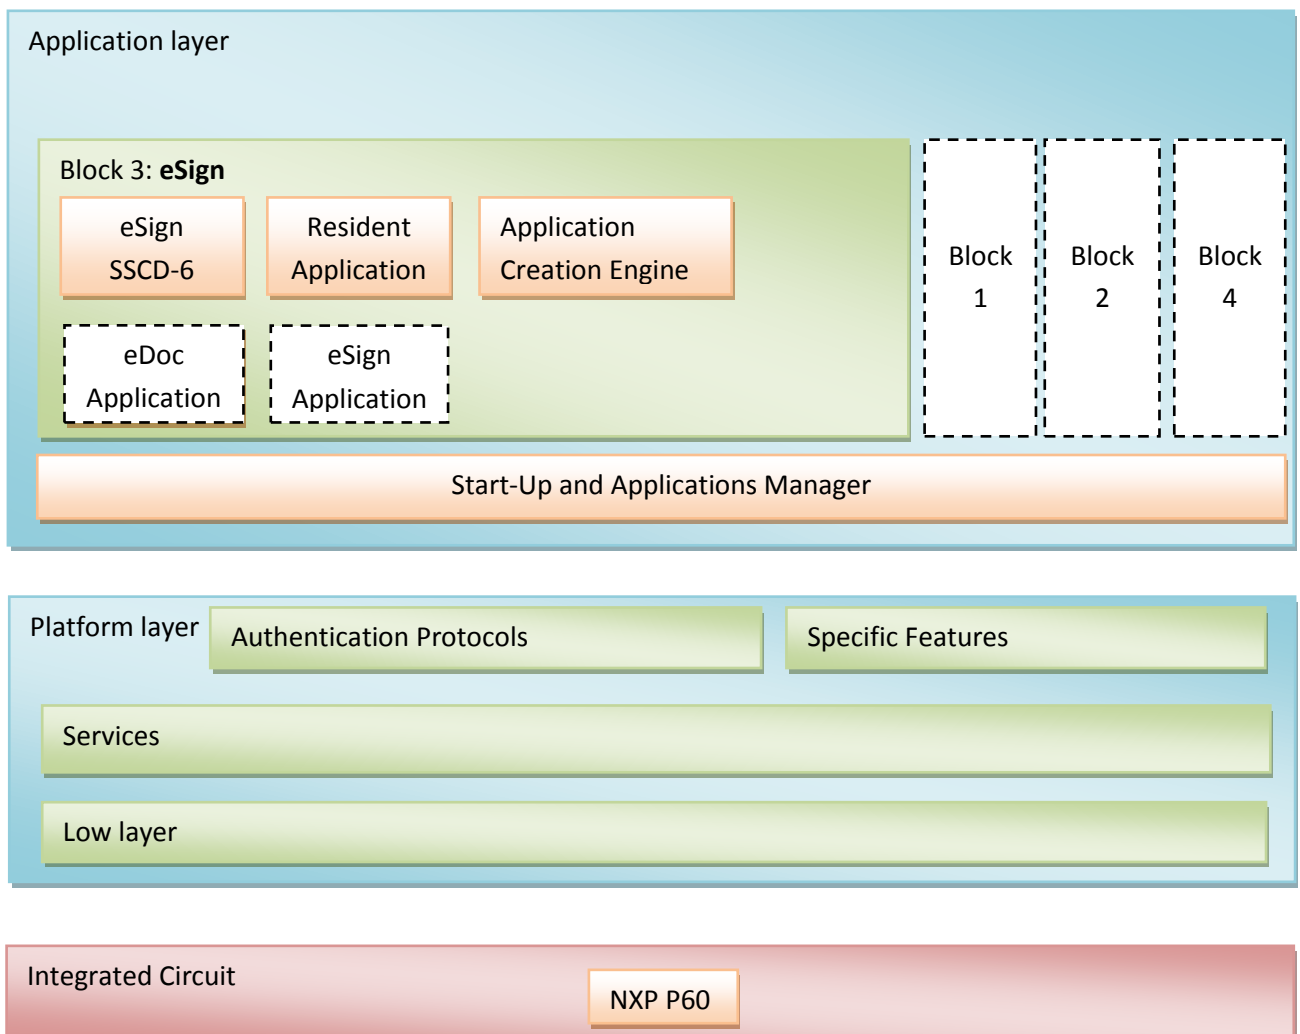 Application layer
Block 3: eSign
eSign
SSCD-6
Resident
Application
Application
Creation Engine
eDoc
Application
eSign
Application
Block
1
Block
2
Block
4
Start-Up and Applications Manager
Platform layer
Authentication Protocols
Specific Features
Services
Low layer
Integrated Circuit
NXP P60